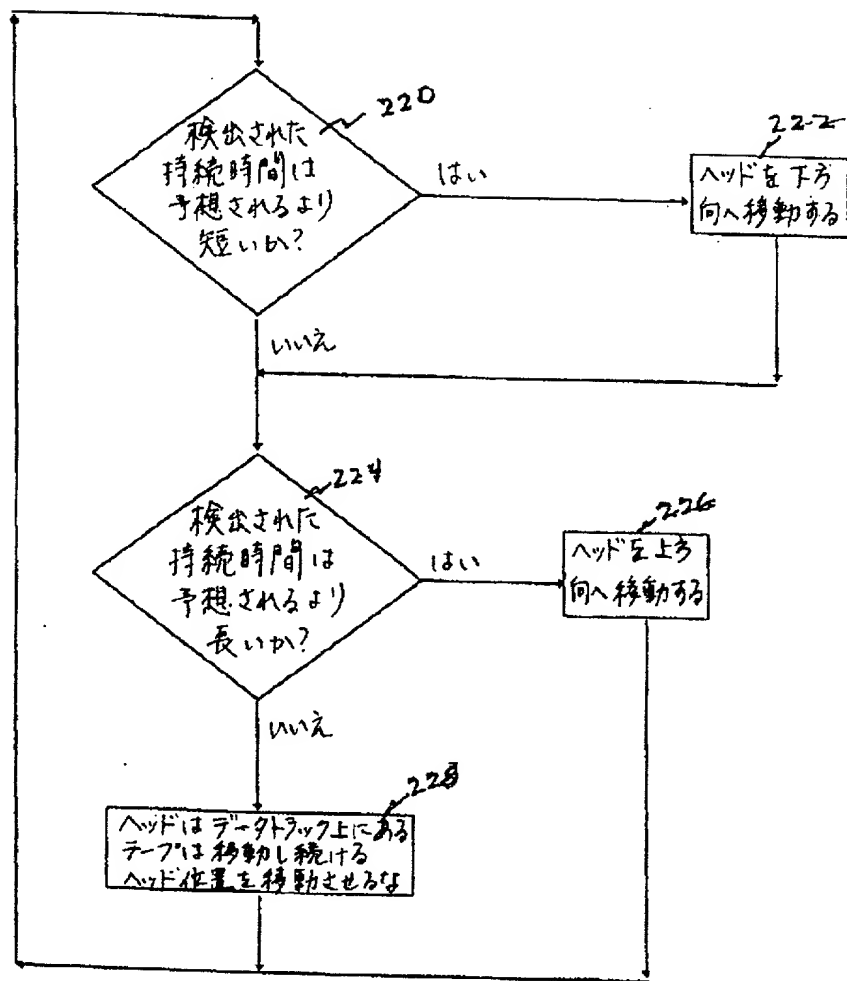 220
検出された
持続時間は
予想されるより
短いか?
はい
222
ヘッドを下方
向へ移動する
いいえ
224
検出された
持続時間は
予想されるより
長いか?
はい
226
ヘッドを上方
向へ移動する
いいえ
228
ヘッドはデータトラック上にある
テープは移動し続ける
ヘッド位置を移動させるな